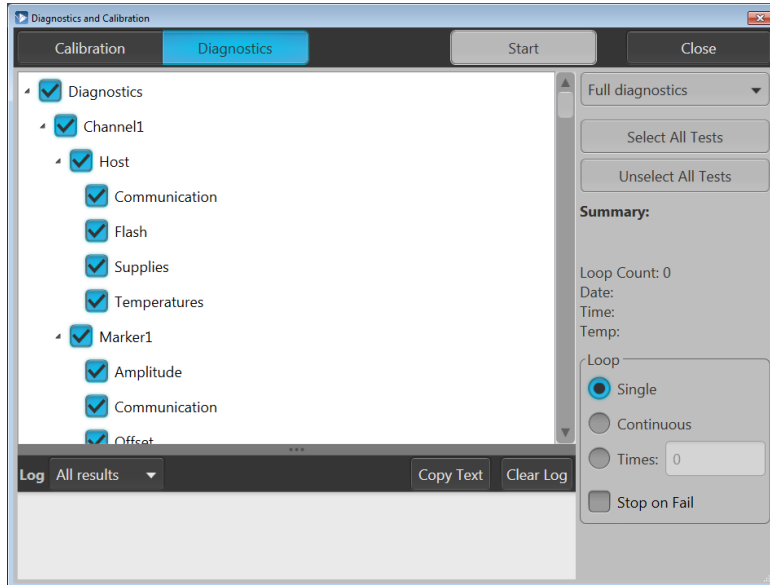 Diagnostics and Calibration
Calibration
Diagnostics
Start
Close
Diagnostics
Channel1
Host
Communication
Flash
Supplies
Temperatures
Marker1
Amplitude
Communication
Offset
Full diagnostics
Select All Tests
Unselect All Tests
Summary:
Loop Count: 0
Date:
Time:
Temp:
Loop
Single
Continuous
Times: 0
Stop on Fail
Log All results
Copy Text
Clear Log